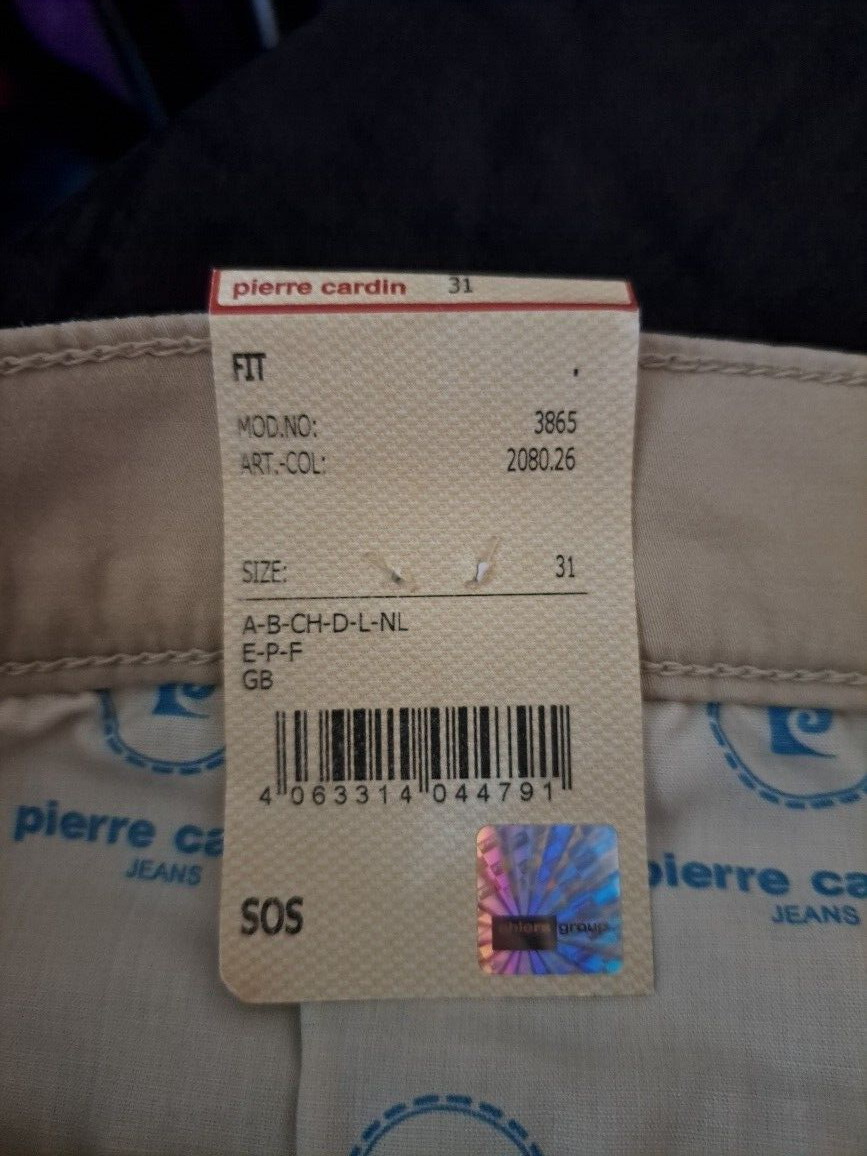 pierre cardin 31
FIT .
MOD.NO: 3865
ART.-COL: 2080.26
SIZE: 31
A-B-CH-D-L-NL
E-P-F
GB
4 063314 044791
SOS
ahlers group
pierre ca
JEANS
pierre ca
JEANS